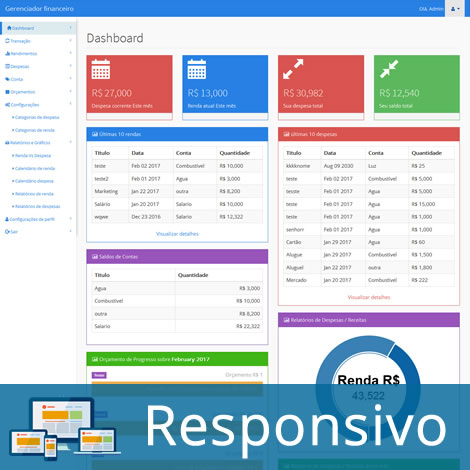 Gerenciador financeiro
Olá, Admin
Dashboard
Transação
Rendimentos
Despesas
Conta
Orçamentos
Configurações
Categorias de despesa
Categorias de renda
Relatórios e Gráficos
Renda Vs Despesa
Calendário de renda
Calendário despesa
Relatórios de renda
Relatórios de despesas
Configurações de perfil
Sair
Dashboard
R$ 27,000
Despesa corrente Este mês
R$ 13,000
Renda atual Este mês
R$ 30,982
Sua despesa total
R$ 12,540
Seu saldo total
Últimas 10 rendas
Título Data Conta Quantidade
teste Feb 02 2017 Combustível R$ 10,000
teste2 Feb 01 2017 Agua R$ 3,000
Marketing Jan 22 2017 outra R$ 8,200
Salário Jan 20 2017 Salario R$ 10,000
wqwe Dec 23 2016 Salario R$ 12,322
Visualizar detalhes
Últimas 10 despesas
Título Data Conta Quantidade
kkkknome Aug 09 2030 Luz R$ 25
teste Feb 02 2017 Combustível R$ 5,000
tesste Feb 01 2017 Agua R$ 5,000
teste Feb 01 2017 Agua R$ 15,000
teste Feb 01 2017 Agua R$ 1,000
senhorr Feb 01 2017 Agua R$ 1,000
Cartão Jan 29 2017 Agua R$ 60
Alugue Jan 29 2017 Combustível R$ 1,500
Aluguel Jan 22 2017 outra R$ 1,800
Mercado Jan 20 2017 Combustível R$ 222
Visualizar detalhes
Saldos de Contas
Título Quantidade
Agua R$ 3,000
Combustível R$ 10,000
outra R$ 8,200
Salario R$ 22,322
Relatórios de Despesas / Receitas
Renda R$
43,522
Orçamento de Progresso sobre February 2017
Orçamento R$ 1
Responsivo